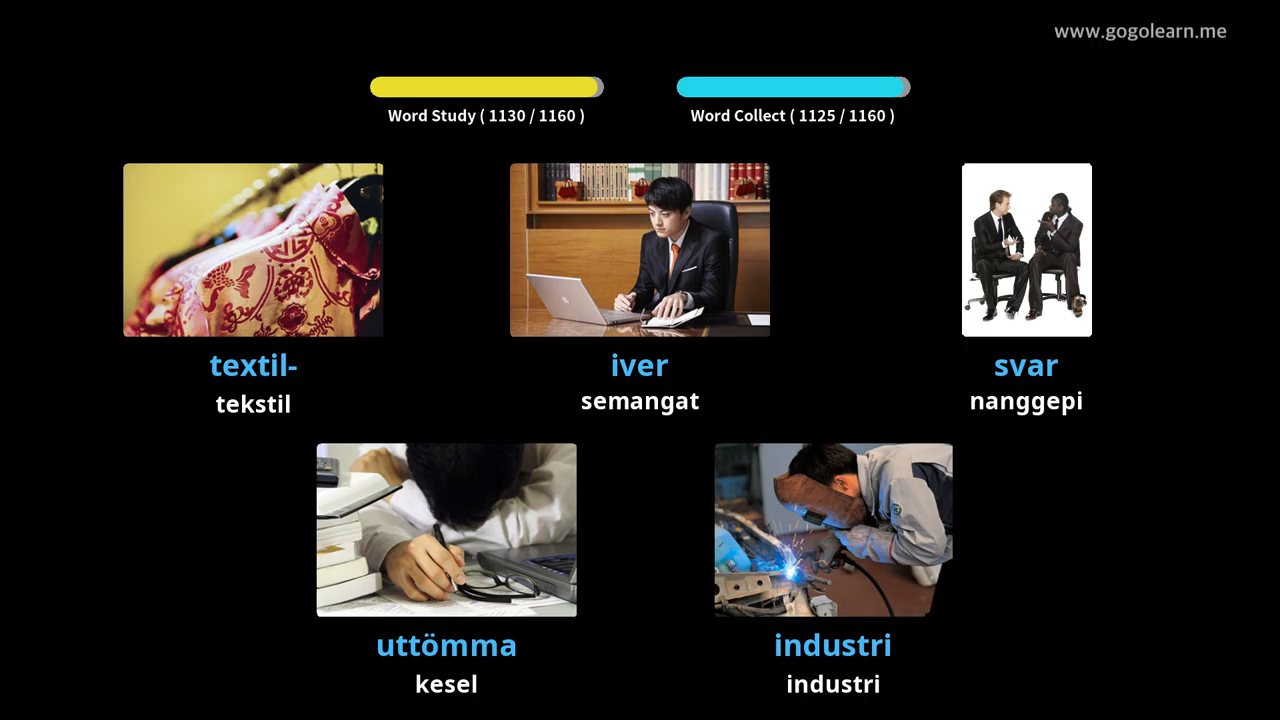 www.gogolearn.me
Word Study ( 1130 / 1160 )
Word Collect ( 1125 / 1160 )
textil-
tekstil
iver
semangat
svar
nanggepi
uttömma
kesel
industri
industri